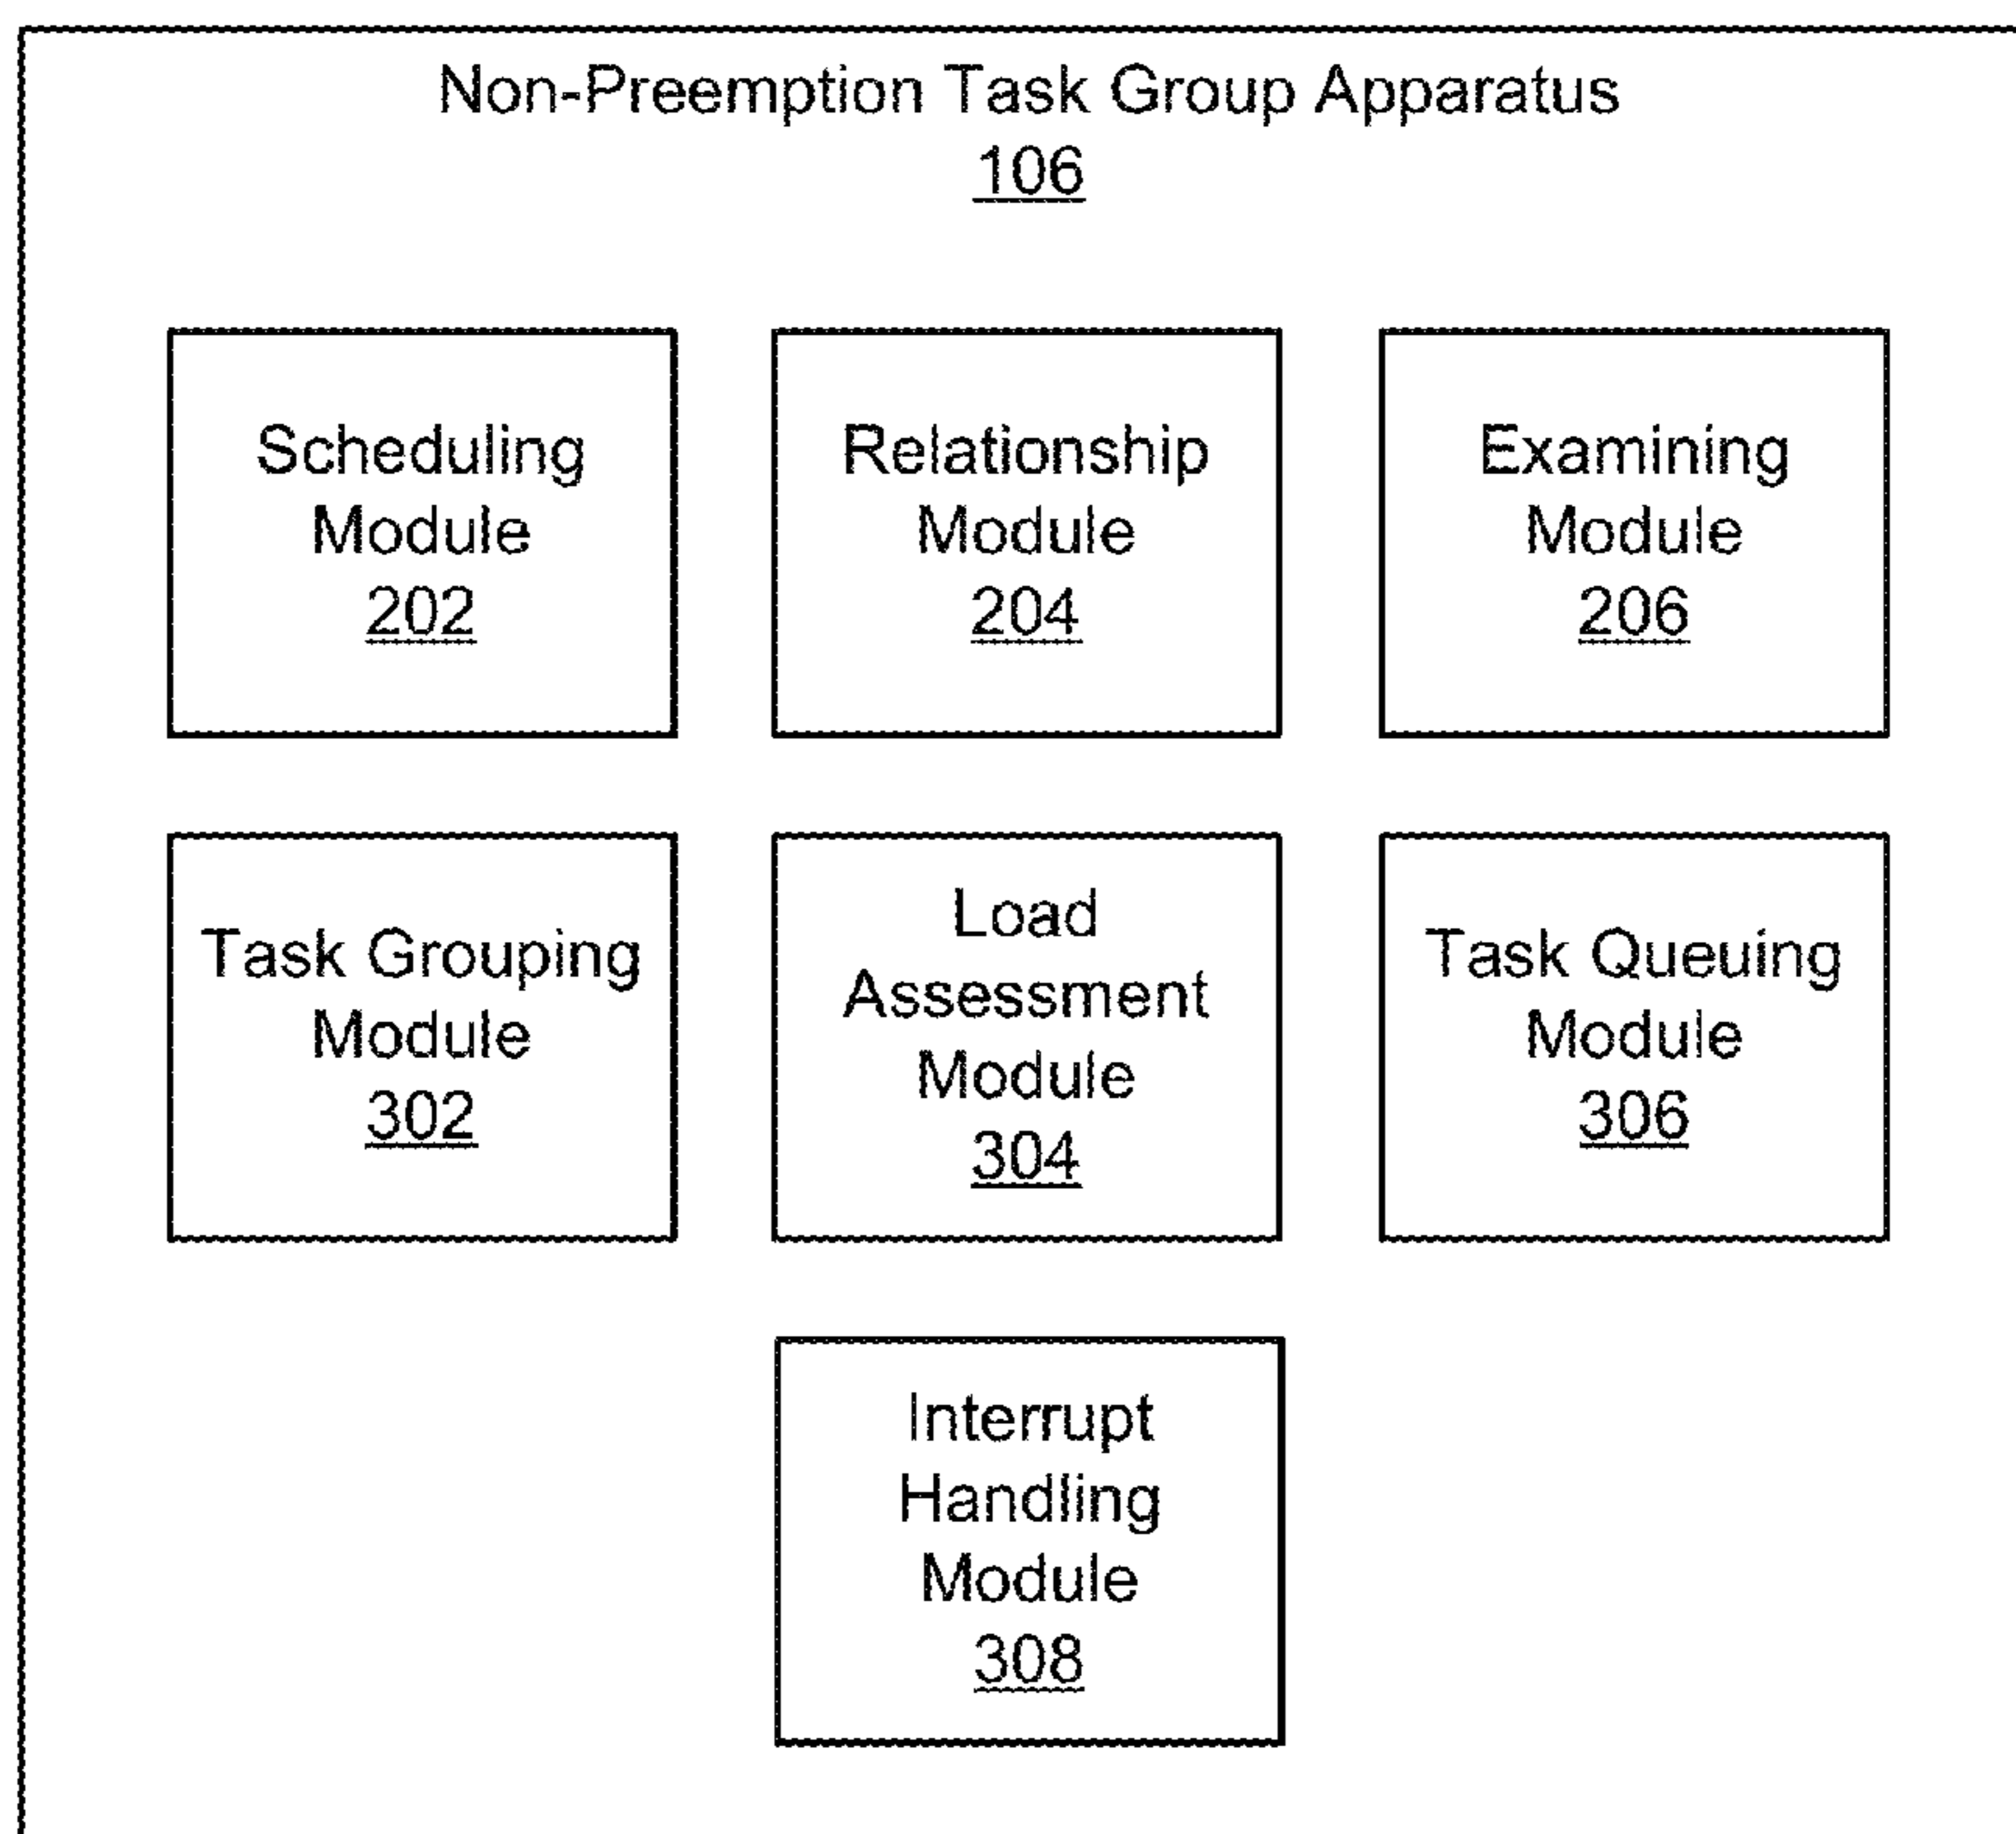 Non-Preemption Task Group Apparatus
106
Scheduling
Module
202
Relationship
Module
204
Examining
Module
206
Task Grouping
Module
302
Load
Assessment
Module
304
Task Queuing
Module
306
Interrupt
Handling
Module
308